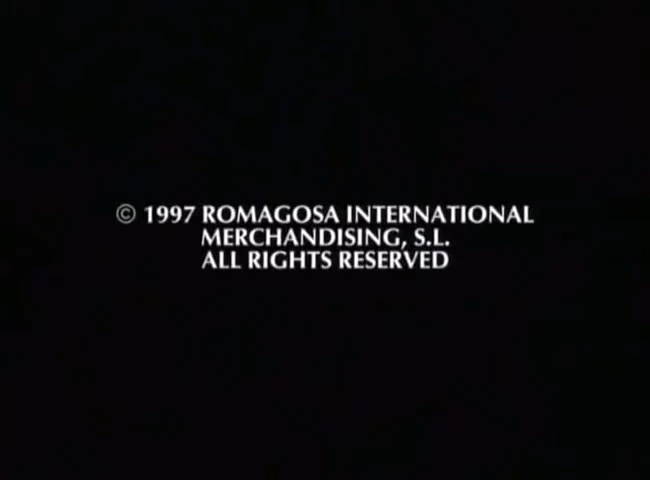 © 1997 ROMAGOSA INTERNATIONAL
MERCHANDISING, S.L.
ALL RIGHTS RESERVED